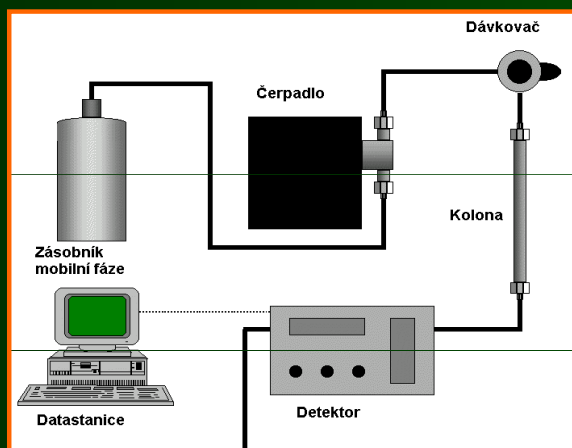 Dávkovač
Čerpadlo
Kolona
Zásobník
mobilní fáze
Datastanice
Detektor